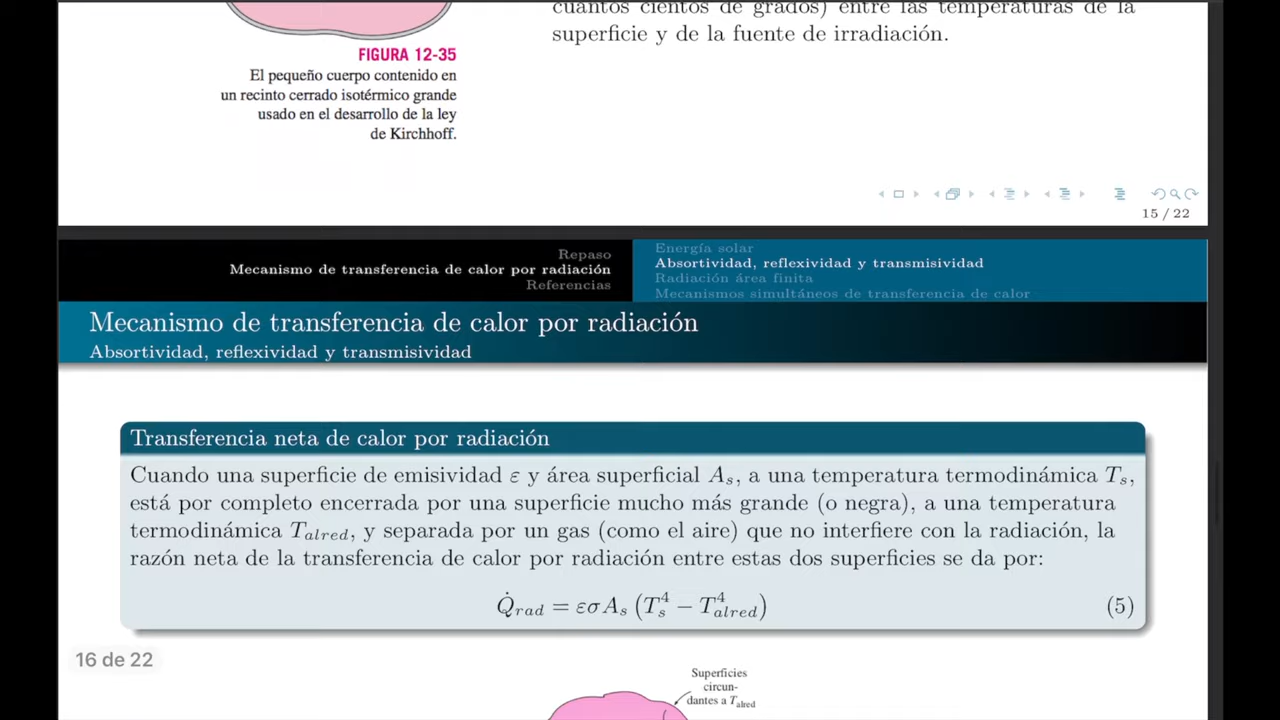 cuantos cientos de grados) entre las temperaturas de la
superficie y de la fuente de irradiación.
FIGURA 12-35
El pequeño cuerpo contenido en
un recinto cerrado isotérmico grande
usado en el desarrollo de la ley
de Kirchhoff.
15 / 22
Repaso
Mecanismo de transferencia de calor por radiación
Referencias
Energía solar
Absortividad, reflexividad y transmisividad
Radiación área finita
Mecanismos simultáneos de transferencia de calor
Mecanismo de transferencia de calor por radiación
Absortividad, reflexividad y transmisividad
Transferencia neta de calor por radiación
Cuando una superficie de emisividad ε y área superficial A_s, a una temperatura termodinámica T_s,
está por completo encerrada por una superficie mucho más grande (o negra), a una temperatura
termodinámica T_alred, y separada por un gas (como el aire) que no interfiere con la radiación, la
razón neta de la transferencia de calor por radiación entre estas dos superficies se da por:
Q̇_rad = εσA_s (T_s^4 − T_alred^4) (5)
16 de 22
Superficies
circun-
dantes a T_alred